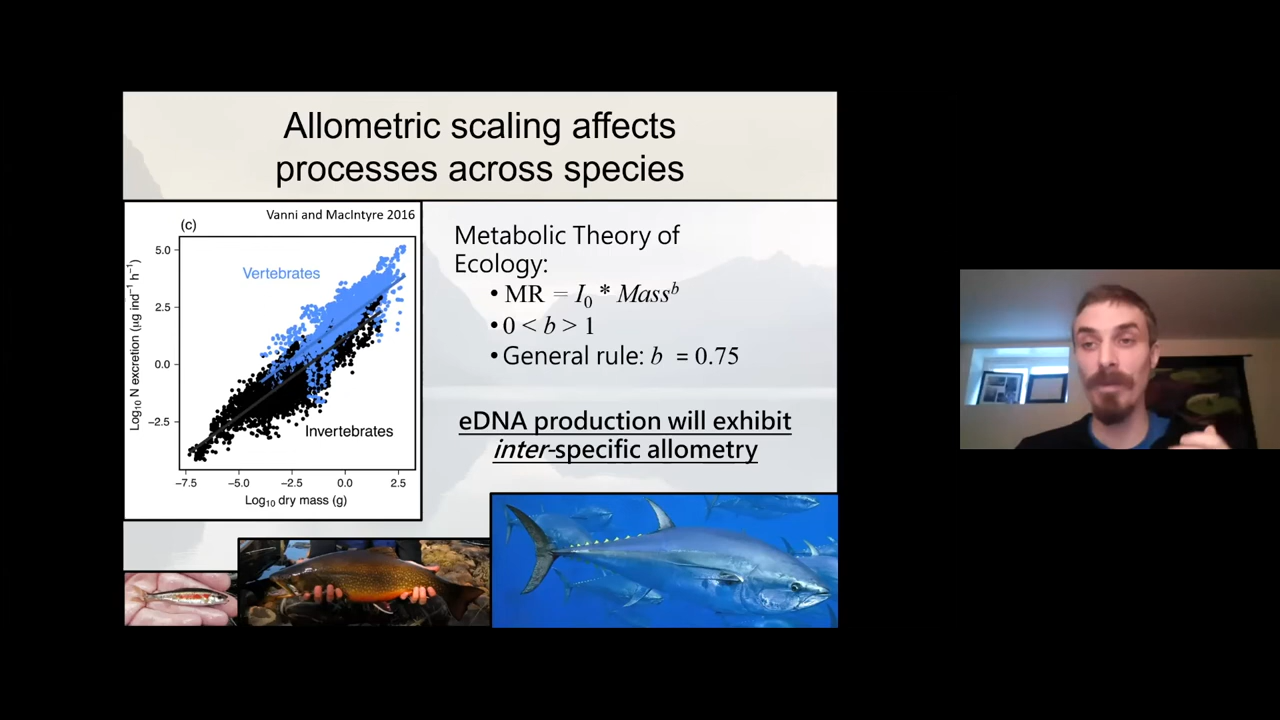 Allometric scaling affects
processes across species
Vanni and MacIntyre 2016
(c)
Vertebrates
Invertebrates
Log10 N excretion (µg ind⁻¹ h⁻¹)
5.0
2.5
0.0
−2.5
−7.5 −5.0 −2.5 0.0 2.5
Log10 dry mass (g)
Metabolic Theory of
Ecology:
• MR = I₀ * Massᵇ
• 0 < b > 1
• General rule: b = 0.75
eDNA production will exhibit
inter-specific allometry